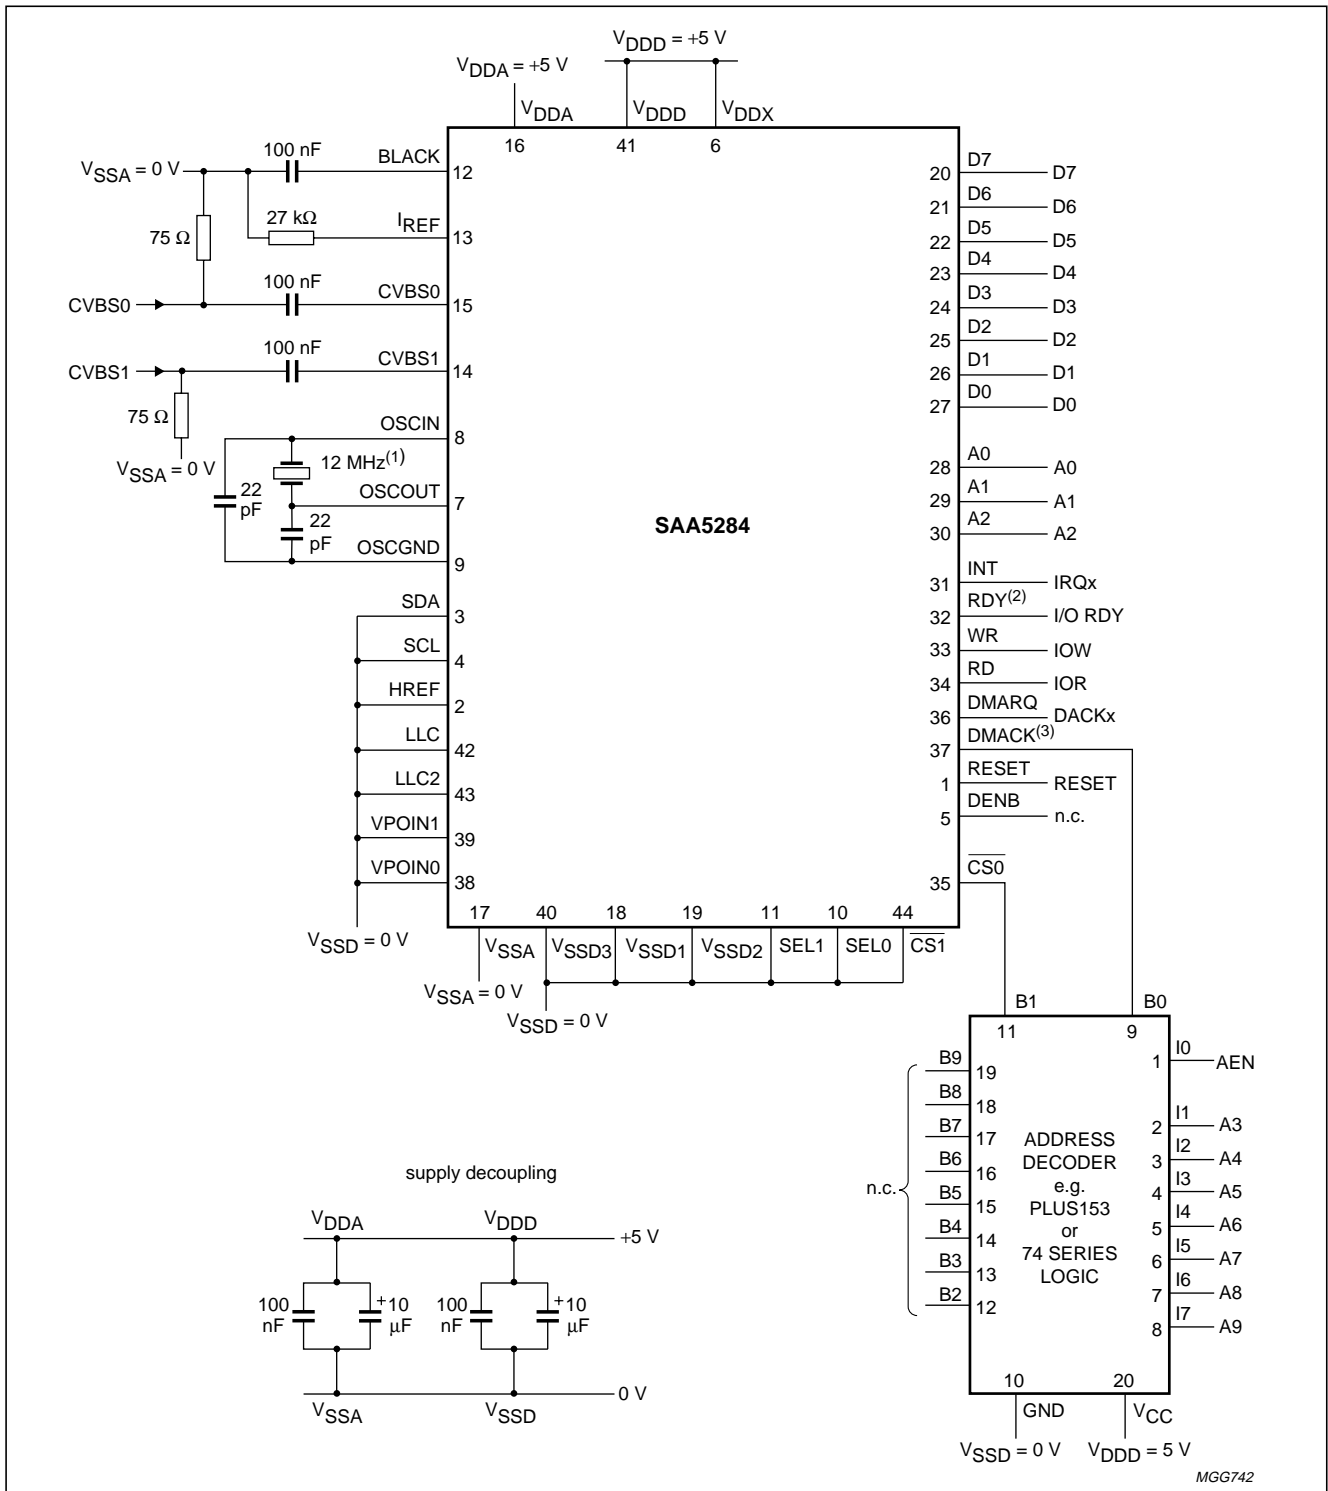 VDDD = +5 V
VDDA = +5 V
VDDA
VDDD
VDDX
16
41
6
VSSA = 0 V
100 nF
BLACK
12
75 Ω
27 kΩ
IREF
13
CVBS0
100 nF
CVBS0
15
CVBS1
100 nF
CVBS1
14
75 Ω
VSSA = 0 V
OSCIN
8
12 MHz(1)
22 pF
OSCOUT
7
22 pF
OSCGND
9
SDA
3
SCL
4
HREF
2
LLC
42
LLC2
43
VPOIN1
39
VPOIN0
38
VSSD = 0 V
SAA5284
20 D7 D7
21 D6 D6
22 D5 D5
23 D4 D4
24 D3 D3
25 D2 D2
26 D1 D1
27 D0 D0
28 A0 A0
29 A1 A1
30 A2 A2
31 INT IRQx
32 RDY(2) I/O RDY
33 WR IOW
34 RD IOR
36 DMARQ DACKx
37 DMACK(3)
1 RESET RESET
5 DENB n.c.
35 CS0
17 40 18 19 11 10 44
VSSA VSSD3 VSSD1 VSSD2 SEL1 SEL0 CS1
VSSA = 0 V
VSSD = 0 V
B1 B0
11 9
B9 19
B8 18
B7 17
B6 16
B5 15
B4 14
B3 13
B2 12
n.c.
ADDRESS
DECODER
e.g.
PLUS153
or
74 SERIES
LOGIC
1 I0 AEN
2 I1 A3
3 I2 A4
4 I3 A5
5 I4 A6
6 I5 A7
7 I6 A8
8 I7 A9
10 20
GND VCC
VSSD = 0 V VDDD = 5 V
supply decoupling
VDDA VDDD +5 V
100 nF
+ 10 µF
100 nF
+ 10 µF
VSSA VSSD 0 V
MGG742